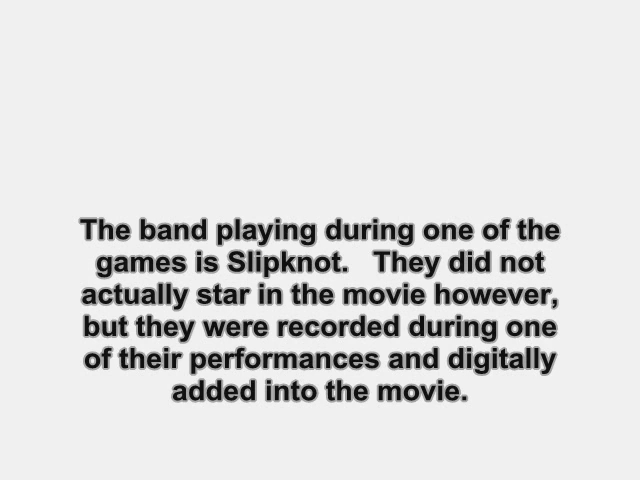 The band playing during one of the
games is Slipknot.   They did not
actually star in the movie however,
but they were recorded during one
of their performances and digitally
added into the movie.